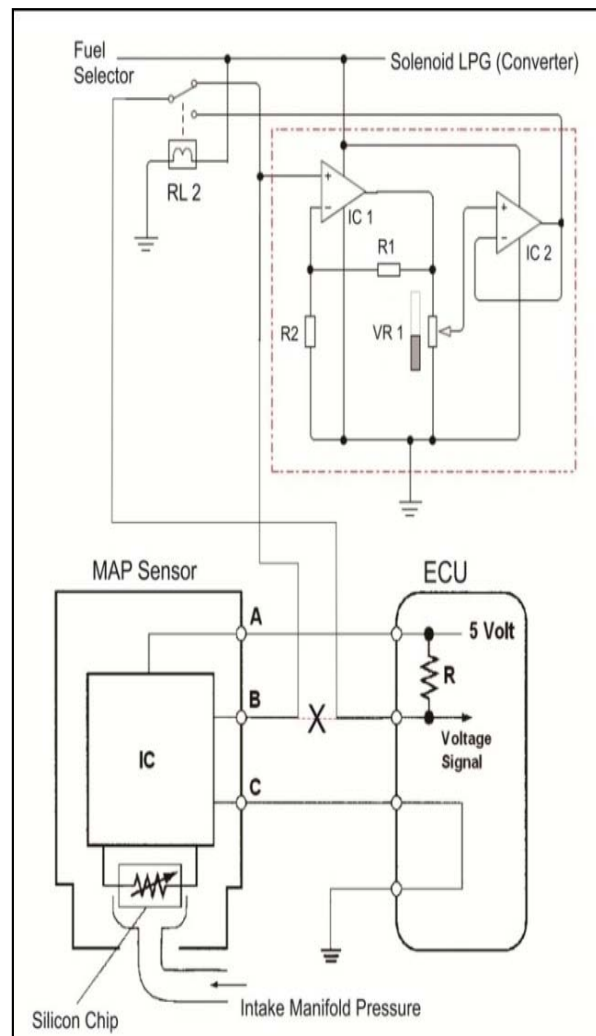 Fuel
Selector
Solenoid LPG (Converter)
RL 2
+
-
IC 1
+
-
IC 2
R1
R2
VR 1
MAP Sensor
ECU
A
5 Volt
R
B
X
Voltage
Signal
IC
C
Silicon Chip
Intake Manifold Pressure